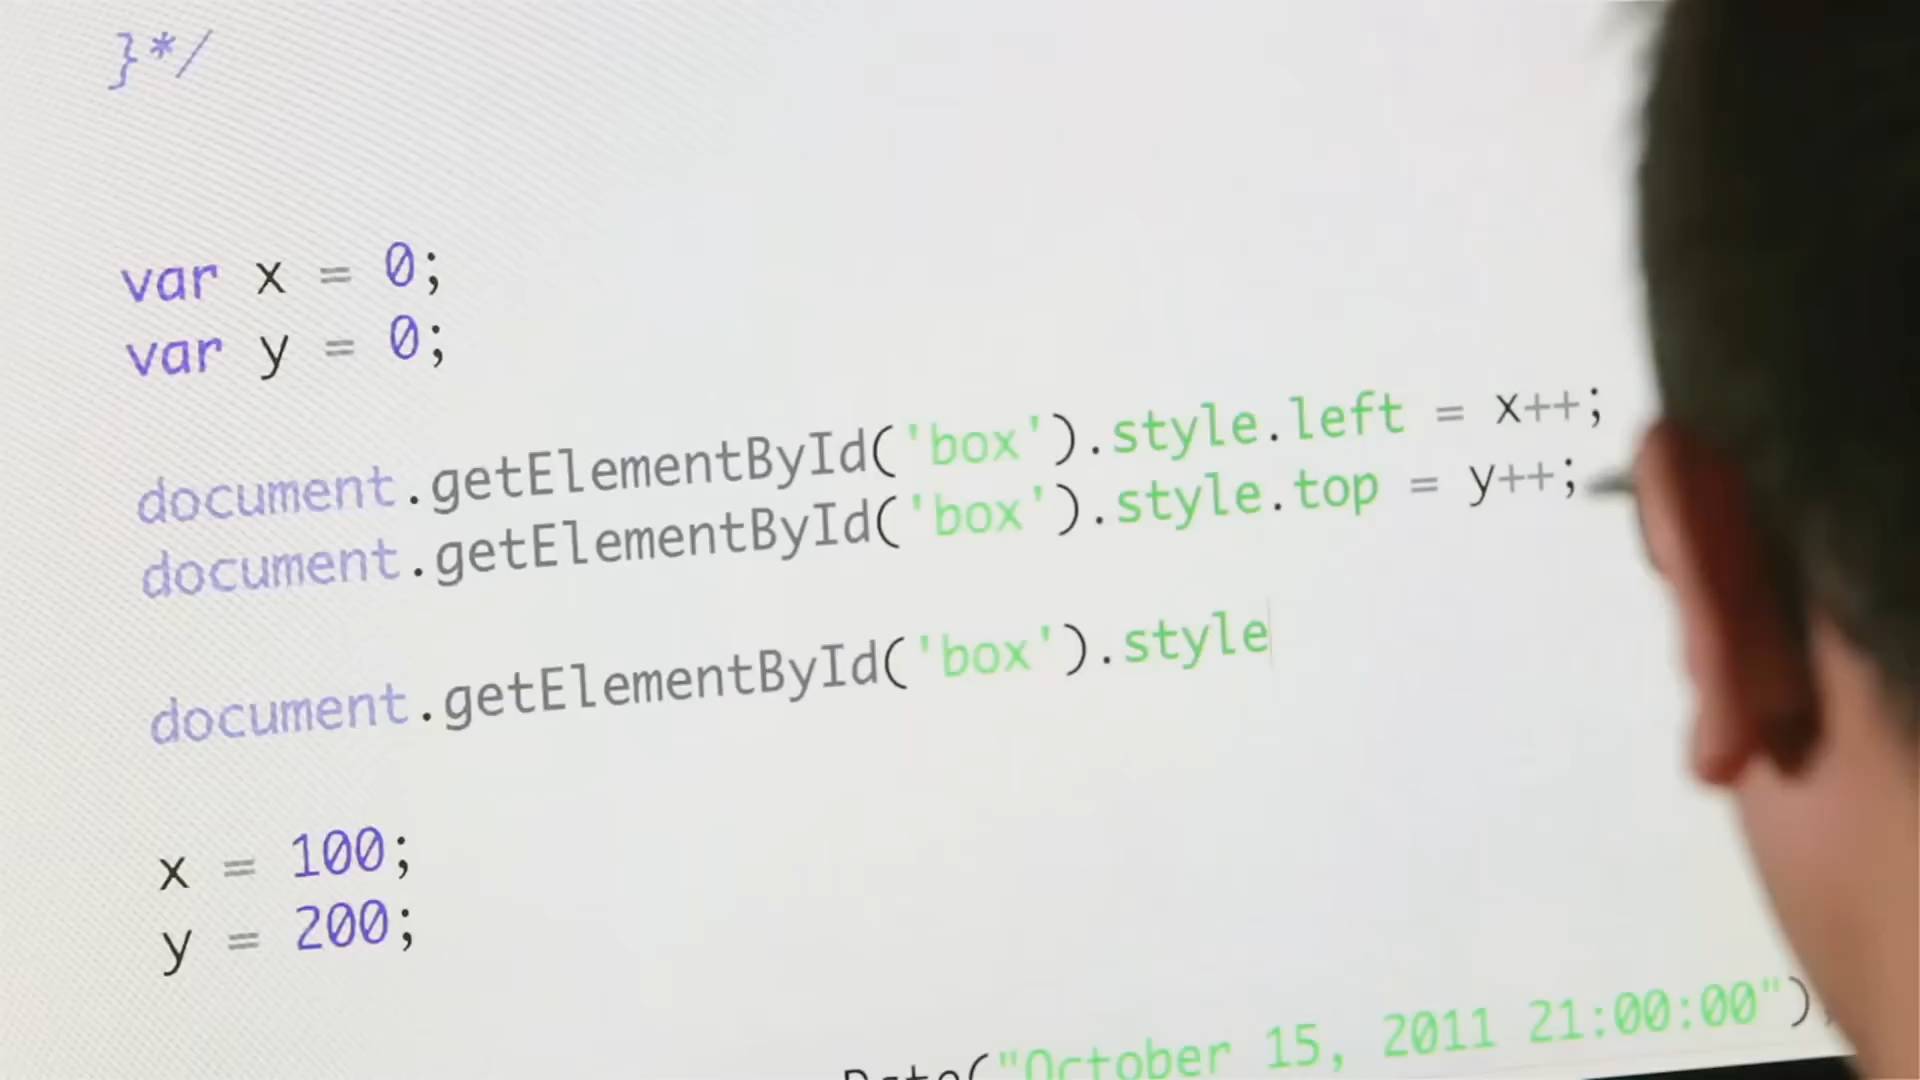 }*/
var x = 0;
var y = 0;
document.getElementById('box').style.left = x++;
document.getElementById('box').style.top = y++;
document.getElementById('box').style
x = 100;
y = 200;
Date("October 15, 2011 21:00:00");